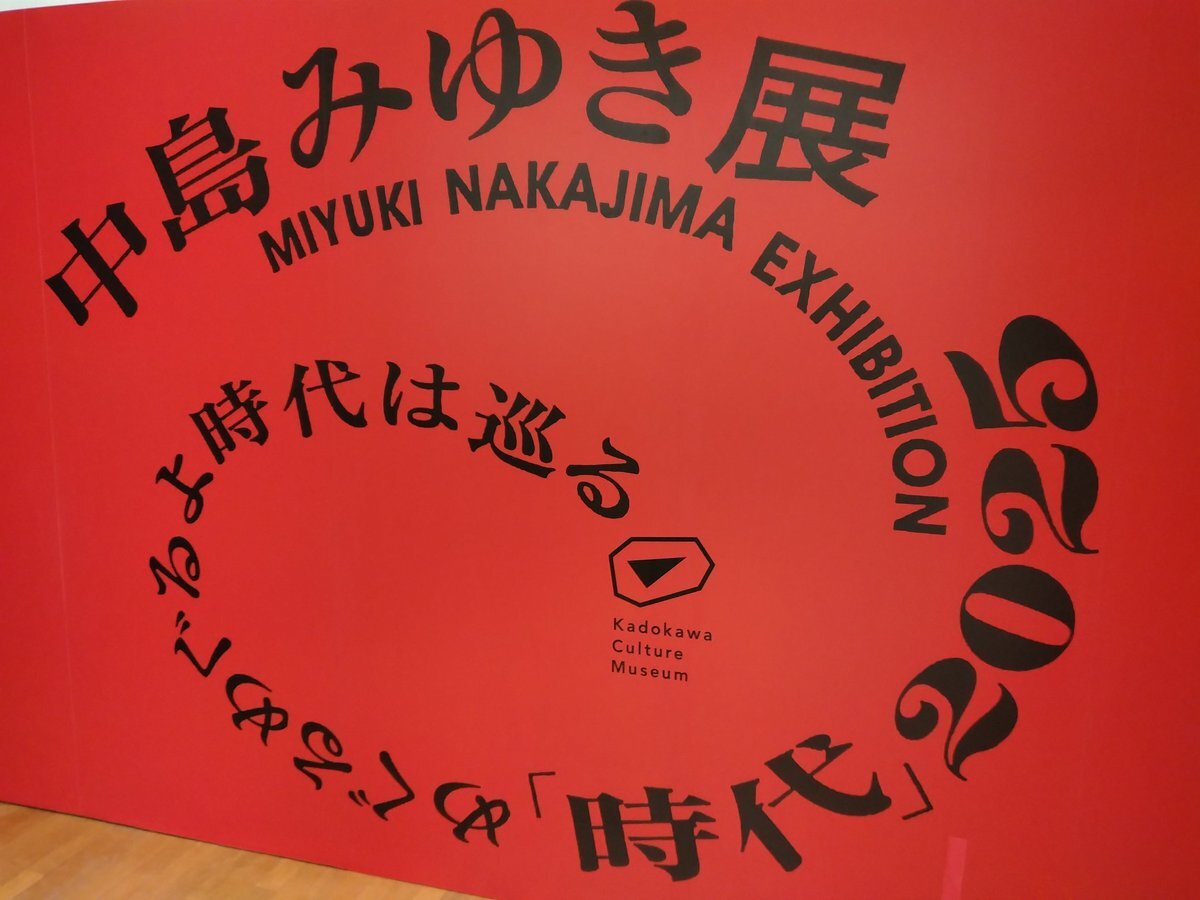 中島みゆき展
MIYUKI NAKAJIMA EXHIBITION
「時代」2025
めぐるめぐるよ時代は巡る
Kadokawa
Culture
Museum